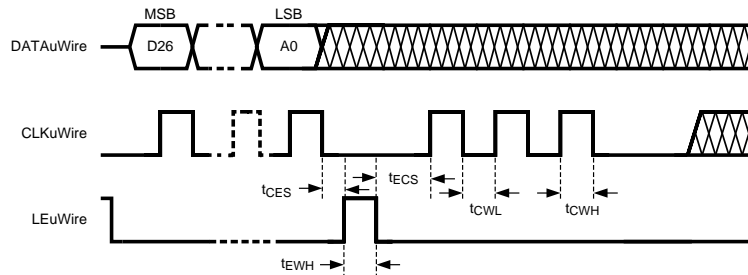 MSB LSB
DATAuWire D26 A0
CLKuWire
tCES tECS tCWL tCWH
LEuWire
tEWH